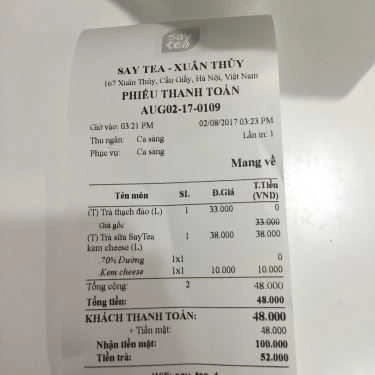 say
tea
SAY TEA - XUÂN THỦY
167 Xuân Thủy, Cầu Giấy, Hà Nội, Việt Nam
PHIẾU THANH TOÁN
AUG02-17-0109
Giờ vào: 03:21 PM 02/08/2017 03:23 PM
Thu ngân: Ca sáng Lần in: 1
Phục vụ: Ca sáng
Mang về
Tên món SL Đ.Giá T.Tiền (VND)
(T) Trà thạch đào (L) 1 33.000 0
Giá gốc 33.000
(T) Trà sữa SayTea 1 38.000 38.000
kem cheese (L)
70% Đường 1x1 0
Kem cheese 1x1 10.000 10.000
Tổng cộng: 2 48.000
Tổng tiền: 48.000
KHÁCH THANH TOÁN: 48.000
+ Tiền mặt: 48.000
Nhận tiền mặt: 100.000
Tiền trả: 52.000